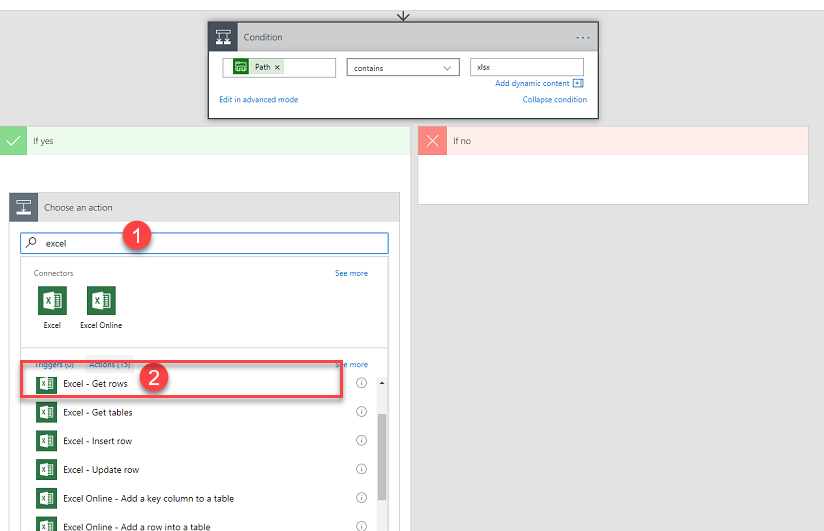 Condition
...
Path × contains xlsx
Add dynamic content
Edit in advanced mode Collapse condition
If yes If no
Choose an action
excel 1
Connectors See more
Excel Excel Online
Triggers (0) Actions (15) See more
Excel - Get rows 2
Excel - Get tables
Excel - Insert row
Excel - Update row
Excel Online - Add a key column to a table
Excel Online - Add a row into a table